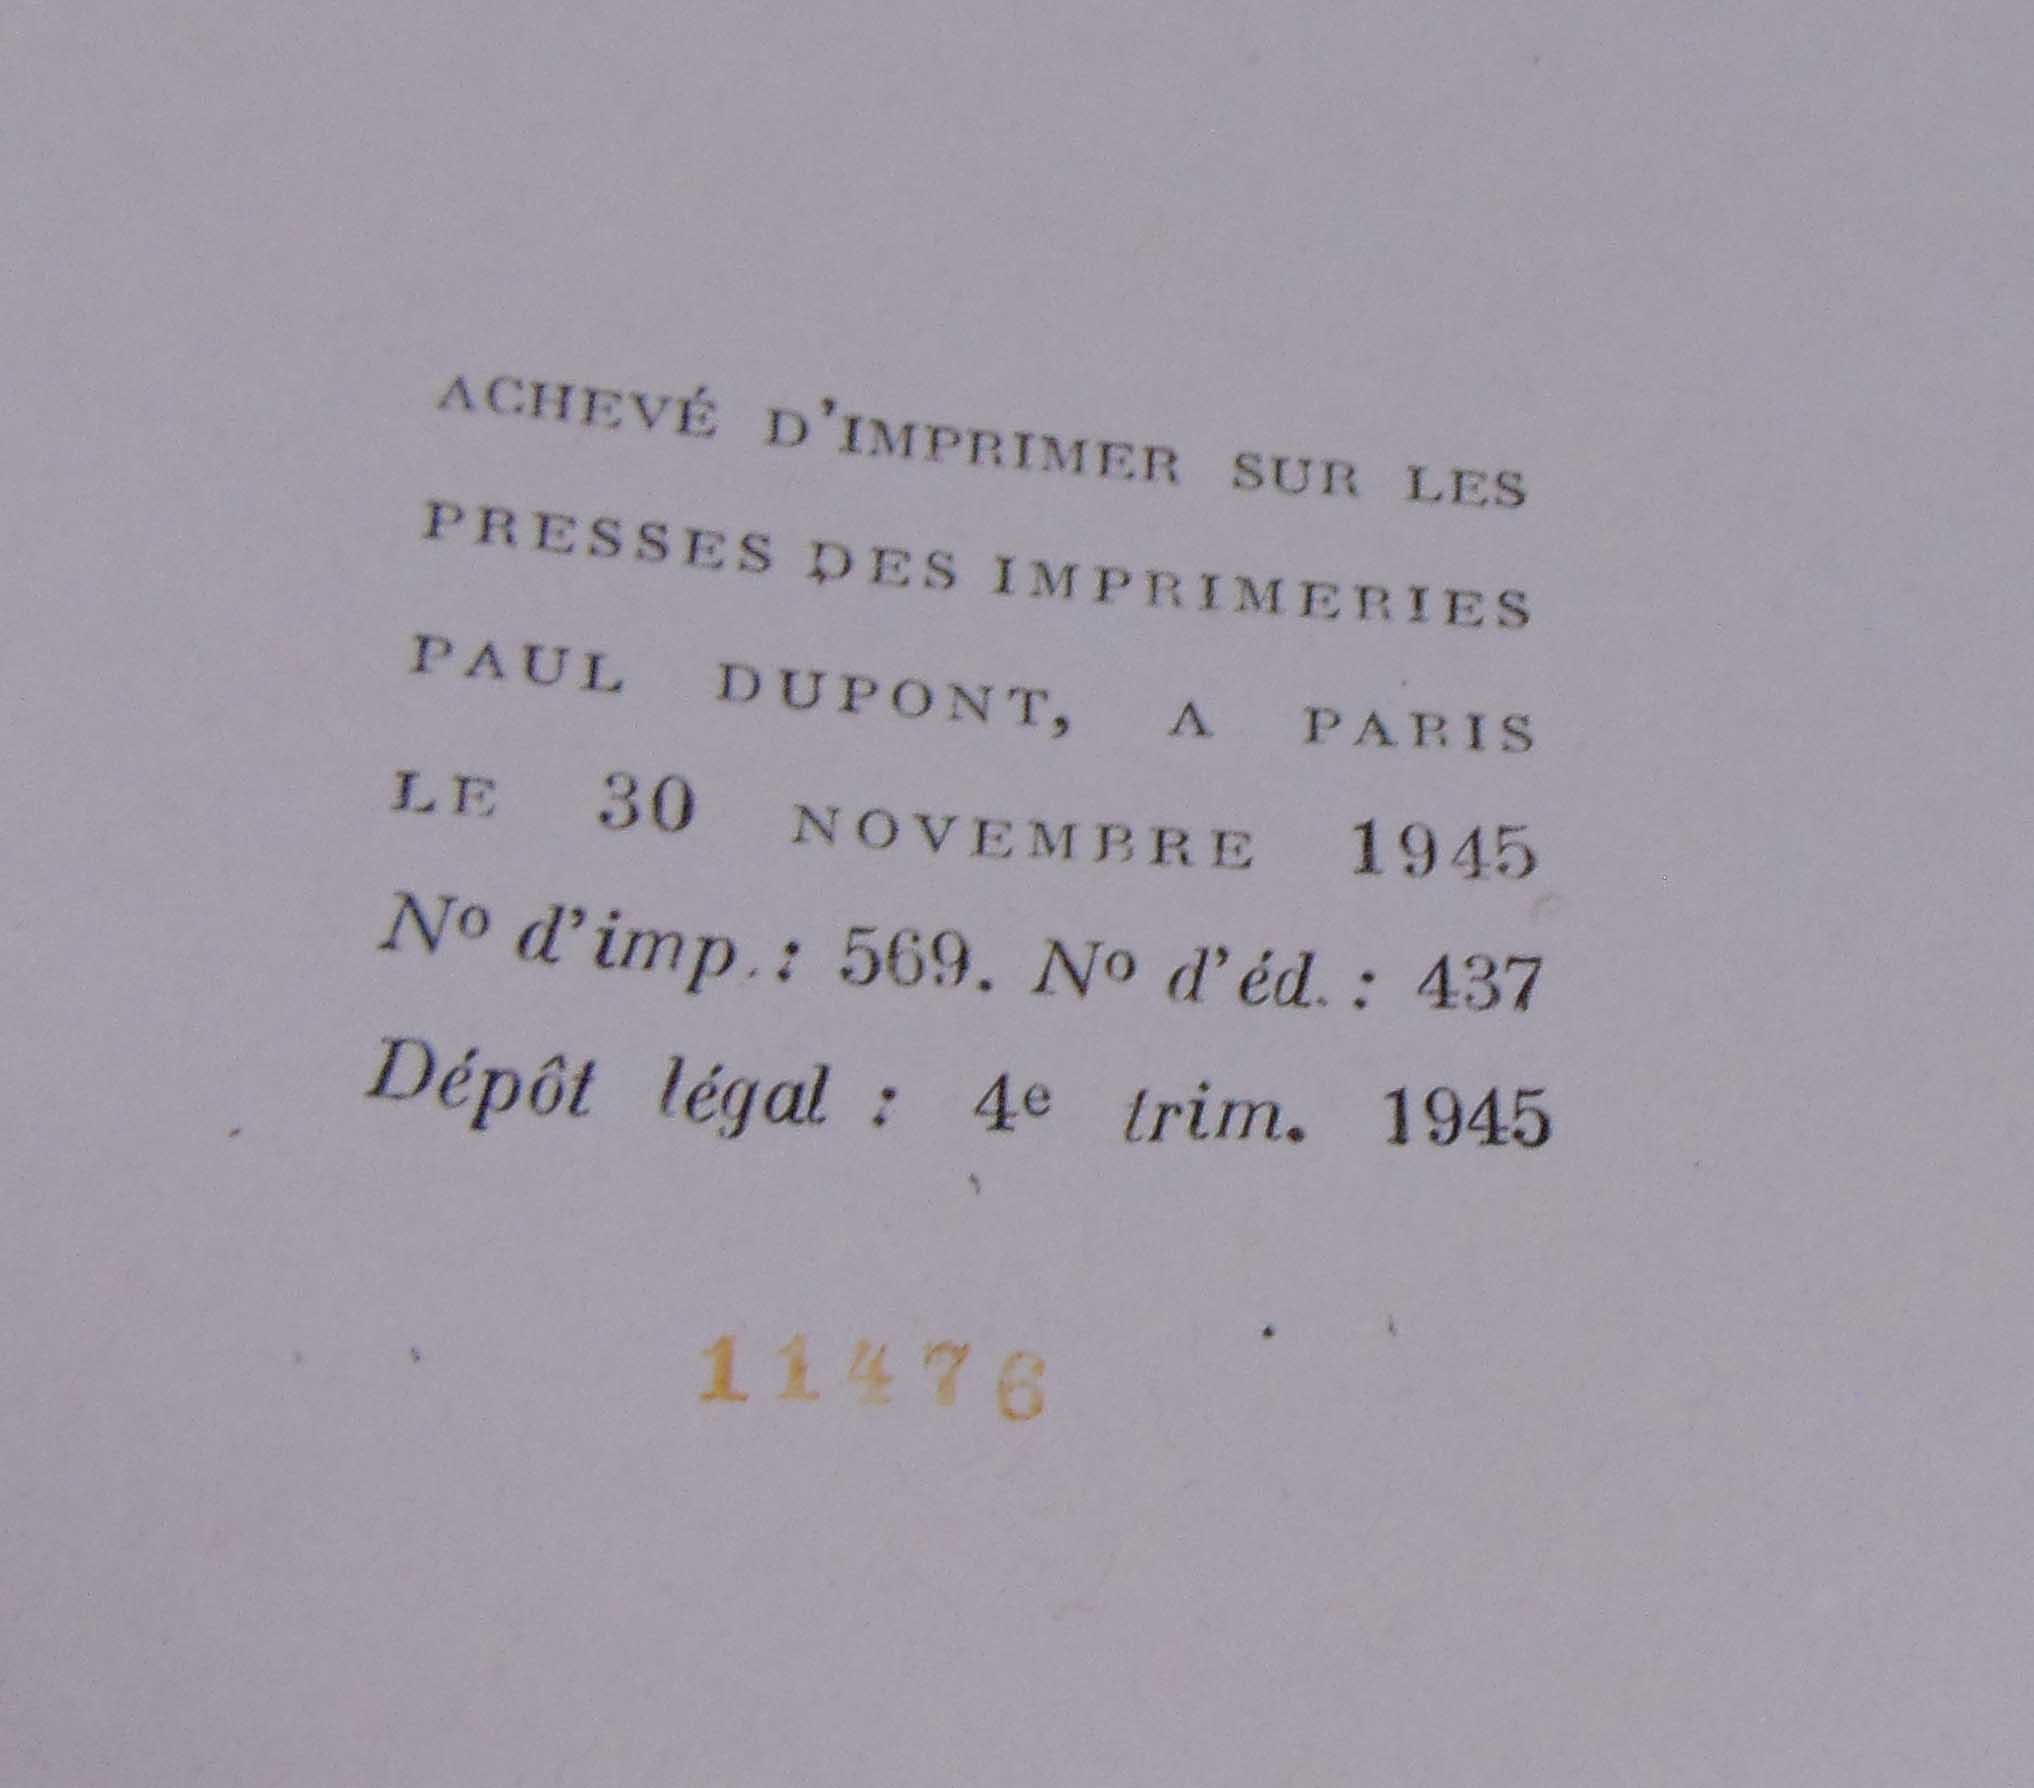 ACHEVÉ D'IMPRIMER SUR LES
PRESSES DES IMPRIMERIES
PAUL DUPONT, A PARIS
LE 30 NOVEMBRE 1945
Nº d'imp. : 569. Nº d'éd. : 437
Dépôt légal : 4e trim. 1945
11476